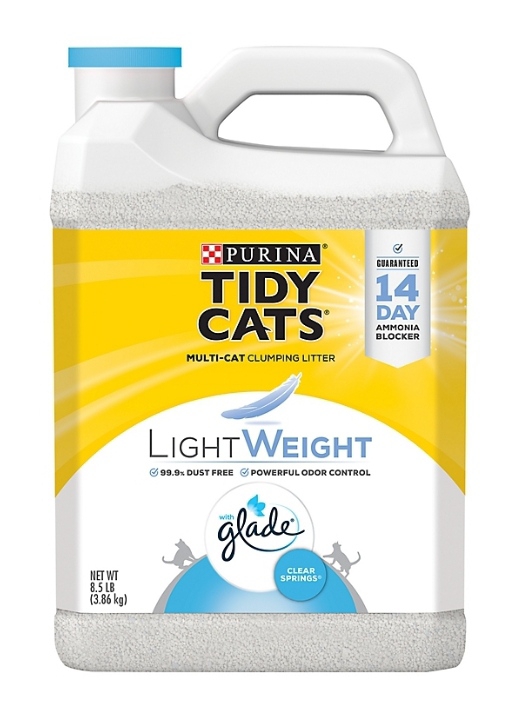 PURINA®
TIDY
CATS®
MULTI-CAT CLUMPING LITTER
GUARANTEED
14
DAY
AMMONIA
BLOCKER
LIGHTWEIGHT
99.9% DUST FREE POWERFUL ODOR CONTROL
with
glade®
CLEAR
SPRINGS®
NET WT
8.5 LB
(3.86 kg)